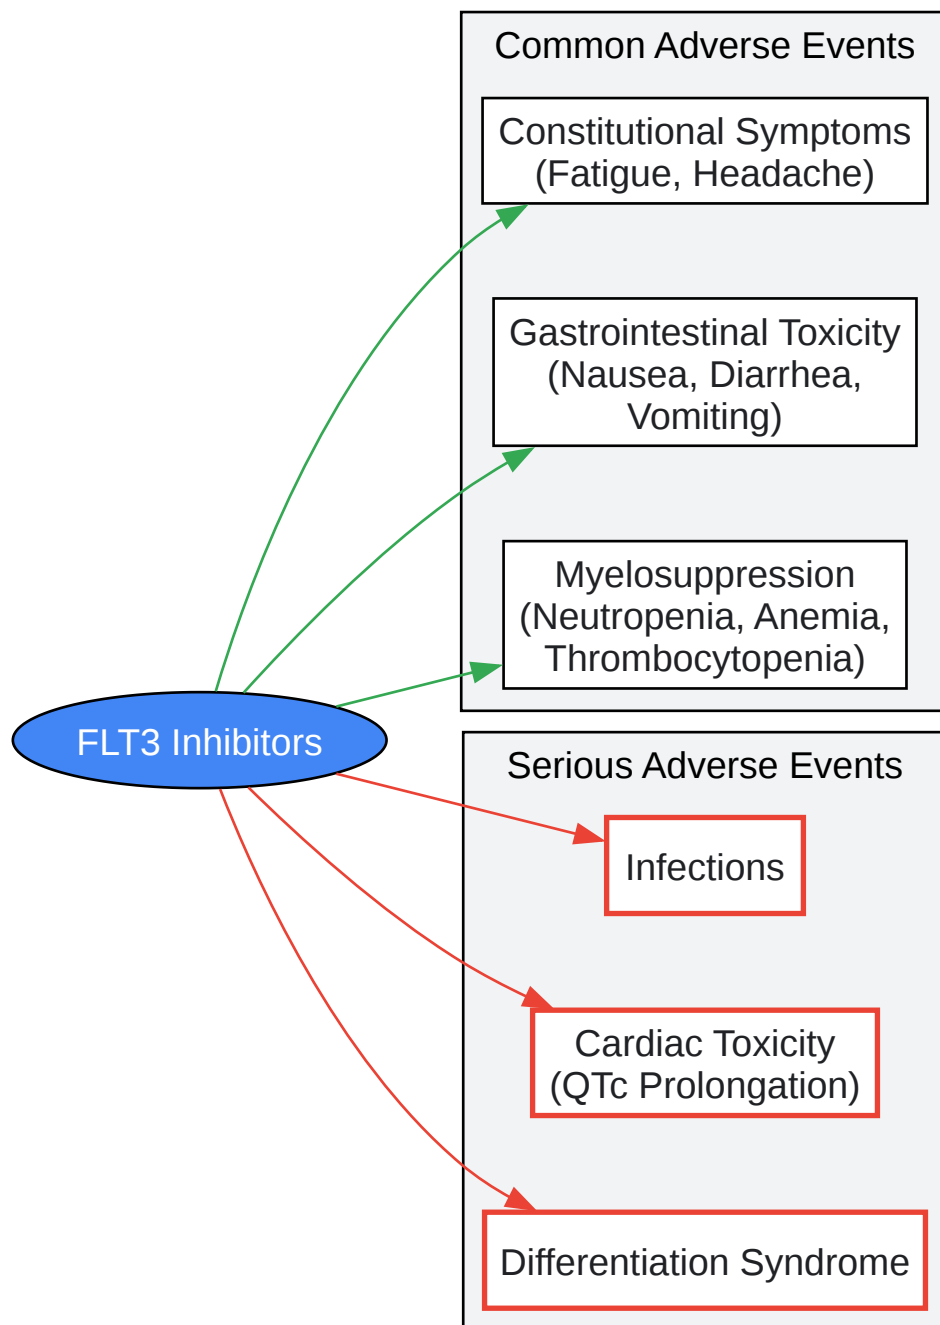 Common Adverse Events
Constitutional Symptoms
(Fatigue, Headache)
Gastrointestinal Toxicity
(Nausea, Diarrhea,
Vomiting)
Myelosuppression
(Neutropenia, Anemia,
Thrombocytopenia)
FLT3 Inhibitors
Serious Adverse Events
Infections
Cardiac Toxicity
(QTc Prolongation)
Differentiation Syndrome